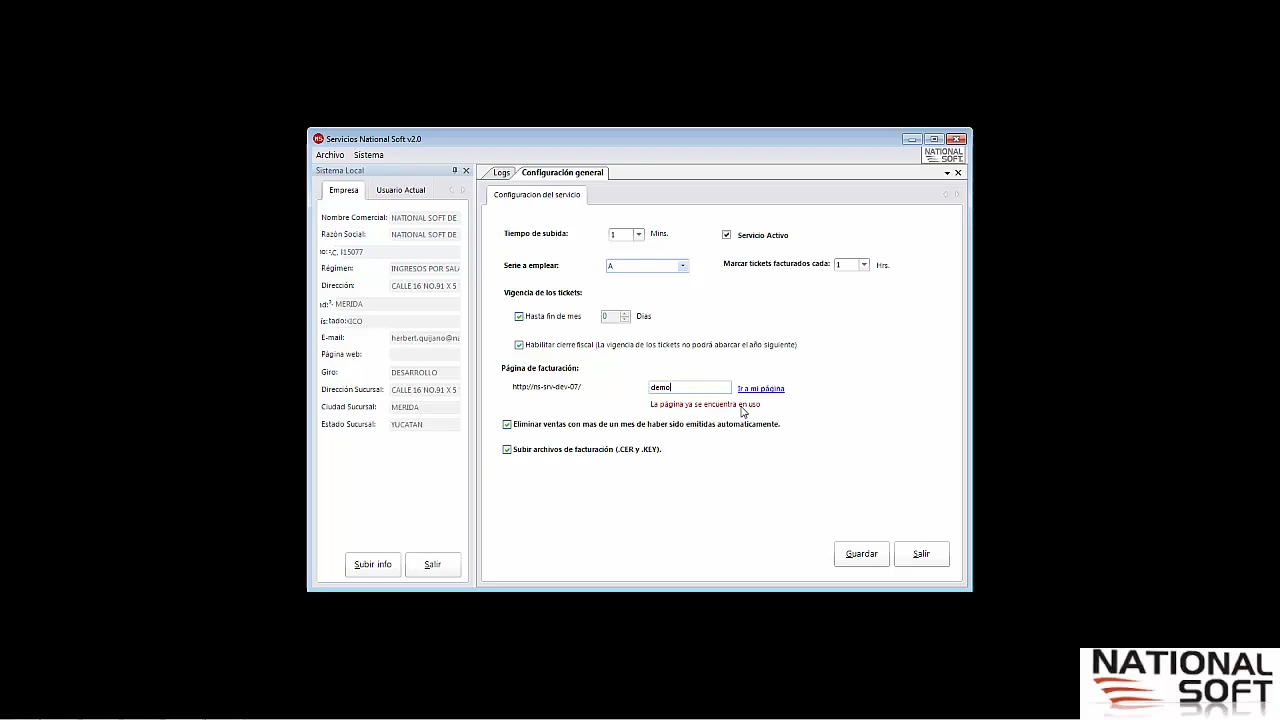 Servicios National Soft v2.0
Archivo Sistema
NATIONAL SOFT
Sistema Local
Logs Configuración general
Empresa Usuario Actual
Configuracion del servicio
Nombre Comercial: NATIONAL SOFT DE
Razón Social: NATIONAL SOFT DE
I15077
Régimen: INGRESOS POR SAL
Dirección: CALLE 16 NO.91 X 5
MERIDA
E-mail: herbert.quijano@na
Página web:
Giro: DESARROLLO
Dirección Sucursal: CALLE 16 NO.91 X 5
Ciudad Sucursal: MERIDA
Estado Sucursal: YUCATAN
Subir info Salir
Tiempo de subida: 1 Mins. Servicio Activo
Serie a emplear: A Marcar tickets facturados cada: 1 Hrs.
Vigencia de los tickets:
Hasta fin de mes 0 Días
Habilitar cierre fiscal (La vigencia de los tickets no podrá abarcar el año siguiente)
Página de facturación:
http://ns-srv-dev-07/ demo Ir a mi página
La página ya se encuentra en uso
Eliminar ventas con mas de un mes de haber sido emitidas automaticamente.
Subir archivos de facturación (.CER y .KEY).
Guardar Salir
NATIONAL
SOFT